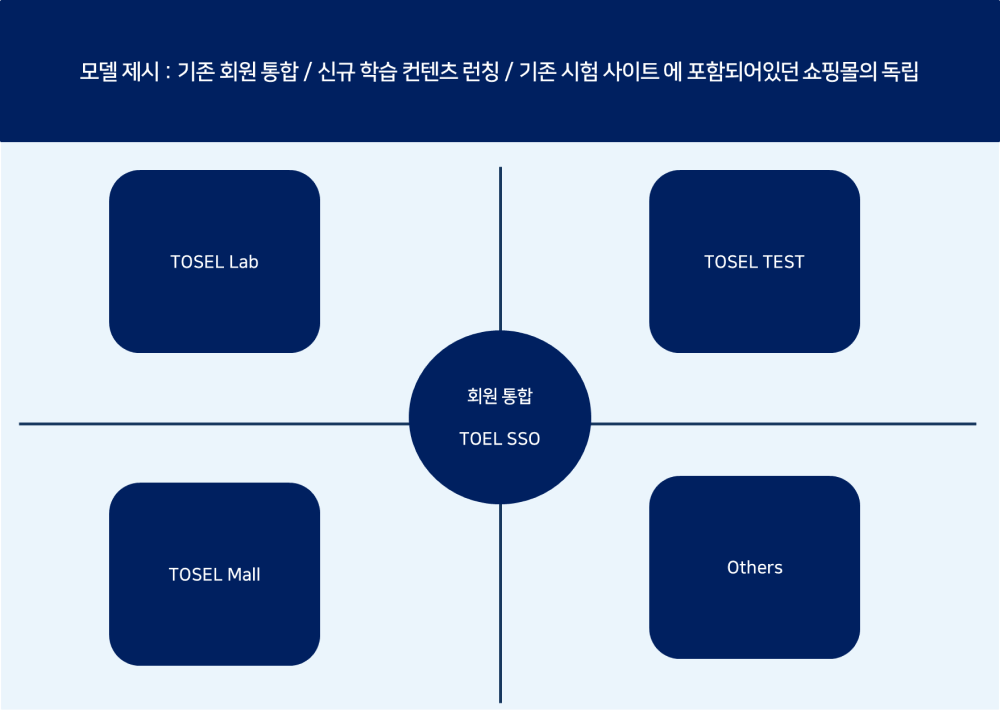 모델 제시 : 기존 회원 통합 / 신규 학습 컨텐츠 런칭 / 기존 시험 사이트 에 포함되어있던 쇼핑몰의 독립
TOSEL Lab
TOSEL TEST
회원 통합
TOEL SSO
TOSEL Mall
Others